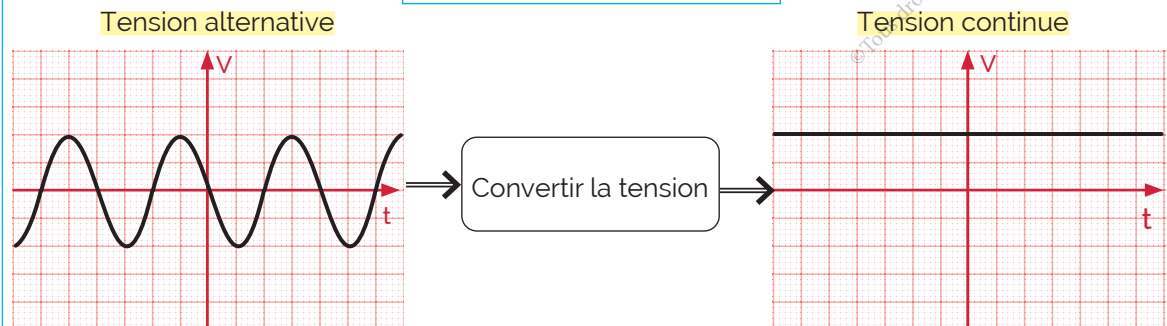 Tension alternative
Tension continue
V
V
Convertir la tension
t
t